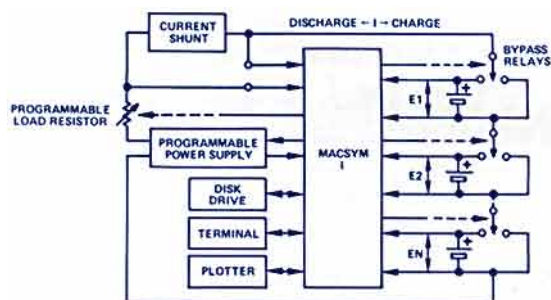 CURRENT
SHUNT
DISCHARGE ← I → CHARGE
BYPASS
RELAYS
PROGRAMMABLE
LOAD RESISTOR
PROGRAMMABLE
POWER SUPPLY
MACSYM
I
DISK
DRIVE
TERMINAL
PLOTTER
E1
+
E2
+
EN
+